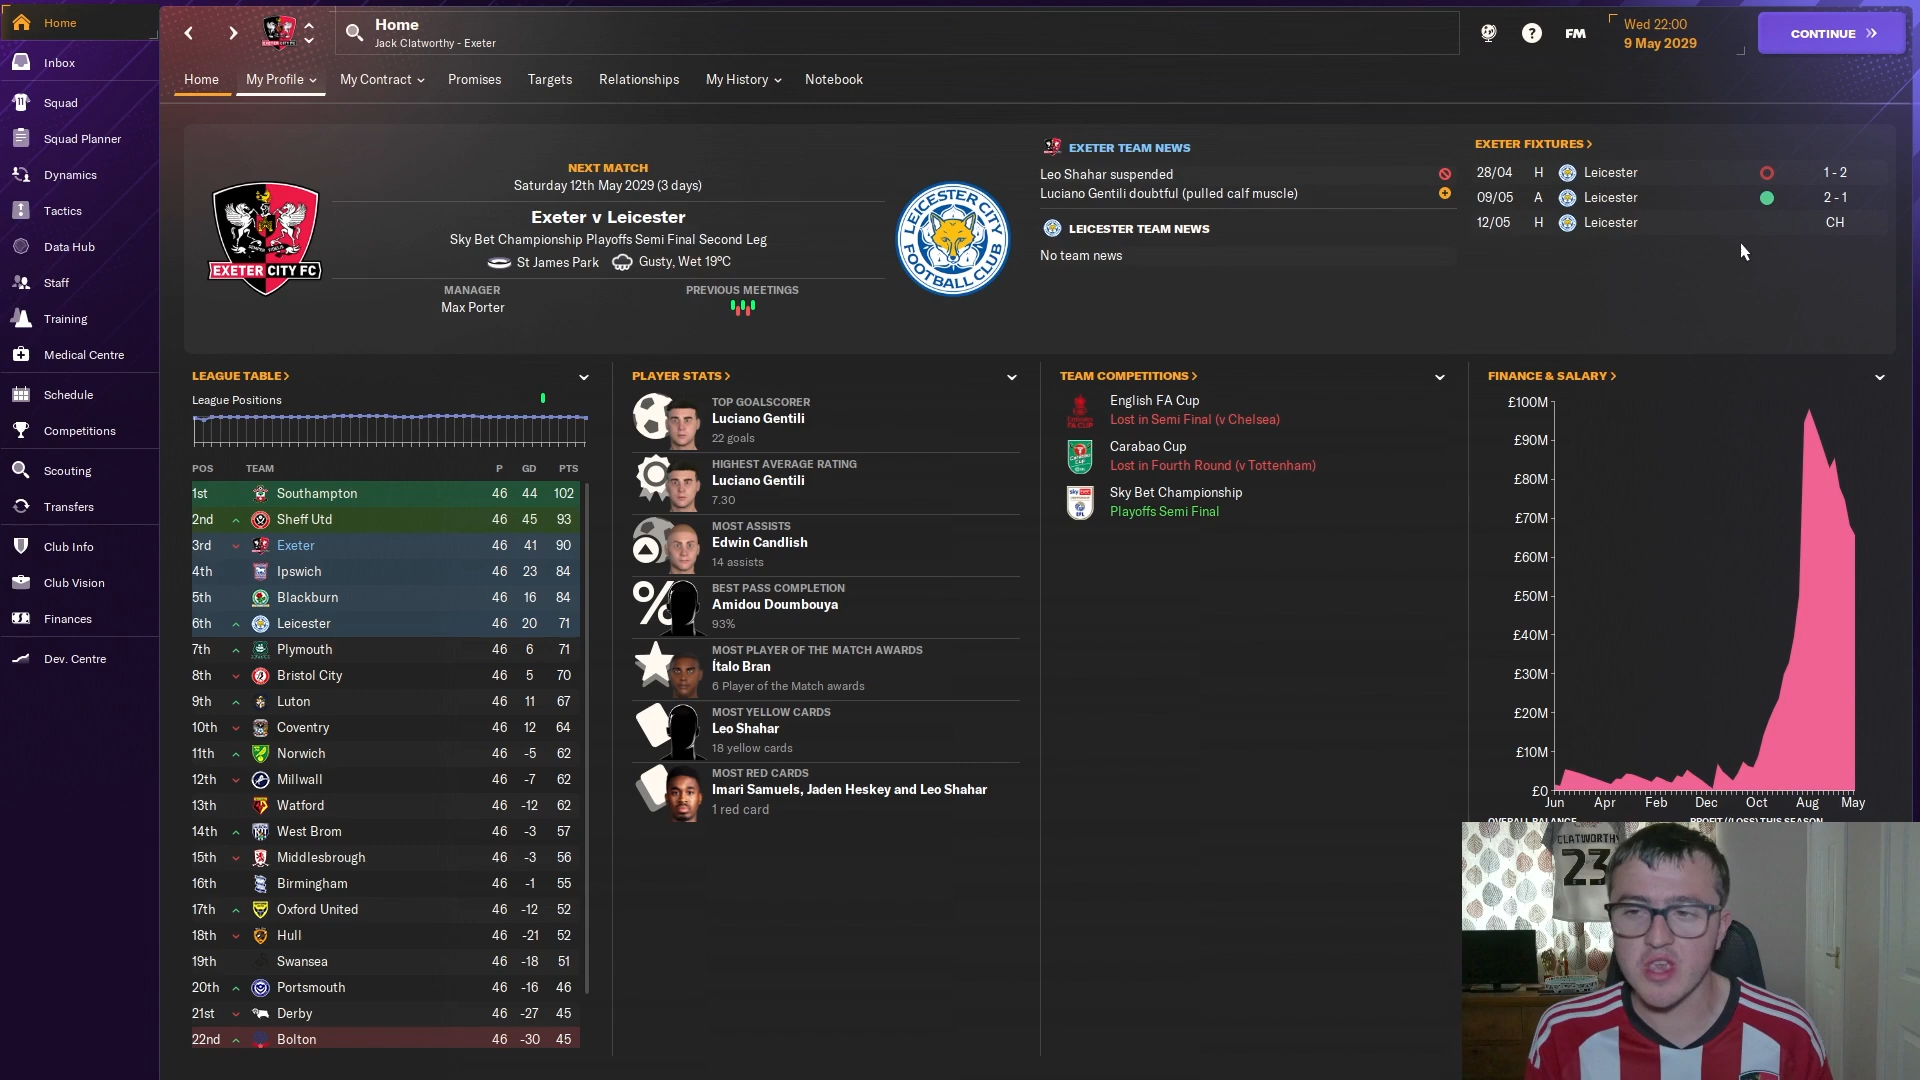 Home
Inbox
Squad
Squad Planner
Dynamics
Tactics
Data Hub
Staff
Training
Medical Centre
Schedule
Competitions
Scouting
Transfers
Club Info
Club Vision
Finances
Dev. Centre
Home
Jack Clatworthy - Exeter
FM
Wed 22:00
9 May 2029
CONTINUE
Home My Profile My Contract Promises Targets Relationships My History Notebook
EXETER CITY FC
NEXT MATCH
Saturday 12th May 2029 (3 days)
Exeter v Leicester
Sky Bet Championship Playoffs Semi Final Second Leg
St James Park Gusty, Wet 19°C
MANAGER
Max Porter
PREVIOUS MEETINGS
LEICESTER CITY
FOOTBALL CLUB
EXETER TEAM NEWS
Leo Shahar suspended
Luciano Gentili doubtful (pulled calf muscle)
LEICESTER TEAM NEWS
No team news
EXETER FIXTURES
28/04 H Leicester 1 - 2
09/05 A Leicester 2 - 1
12/05 H Leicester CH
LEAGUE TABLE
League Positions
POS TEAM P GD PTS
1st Southampton 46 44 102
2nd Sheff Utd 46 45 93
3rd Exeter 46 41 90
4th Ipswich 46 23 84
5th Blackburn 46 16 84
6th Leicester 46 20 71
7th Plymouth 46 6 71
8th Bristol City 46 5 70
9th Luton 46 11 67
10th Coventry 46 12 64
11th Norwich 46 -5 62
12th Millwall 46 -7 62
13th Watford 46 -12 62
14th West Brom 46 -3 57
15th Middlesbrough 46 -3 56
16th Birmingham 46 -1 55
17th Oxford United 46 -12 52
18th Hull 46 -21 52
19th Swansea 46 -18 51
20th Portsmouth 46 -16 46
21st Derby 46 -27 45
22nd Bolton 46 -30 45
PLAYER STATS
TOP GOALSCORER
Luciano Gentili
22 goals
HIGHEST AVERAGE RATING
Luciano Gentili
7.30
MOST ASSISTS
Edwin Candlish
14 assists
BEST PASS COMPLETION
Amidou Doumbouya
93%
MOST PLAYER OF THE MATCH AWARDS
Ítalo Bran
6 Player of the Match awards
MOST YELLOW CARDS
Leo Shahar
18 yellow cards
MOST RED CARDS
Imari Samuels, Jaden Heskey and Leo Shahar
1 red card
TEAM COMPETITIONS
English FA Cup
Lost in Semi Final (v Chelsea)
Carabao Cup
Lost in Fourth Round (v Tottenham)
Sky Bet Championship
Playoffs Semi Final
FINANCE & SALARY
£100M
£90M
£80M
£70M
£60M
£50M
£40M
£30M
£20M
£10M
£0
Jun Apr Feb Dec Oct Aug May
OVERALL BALANCE PROFIT/(LOSS) THIS SEASON
CLATWORTHY
23